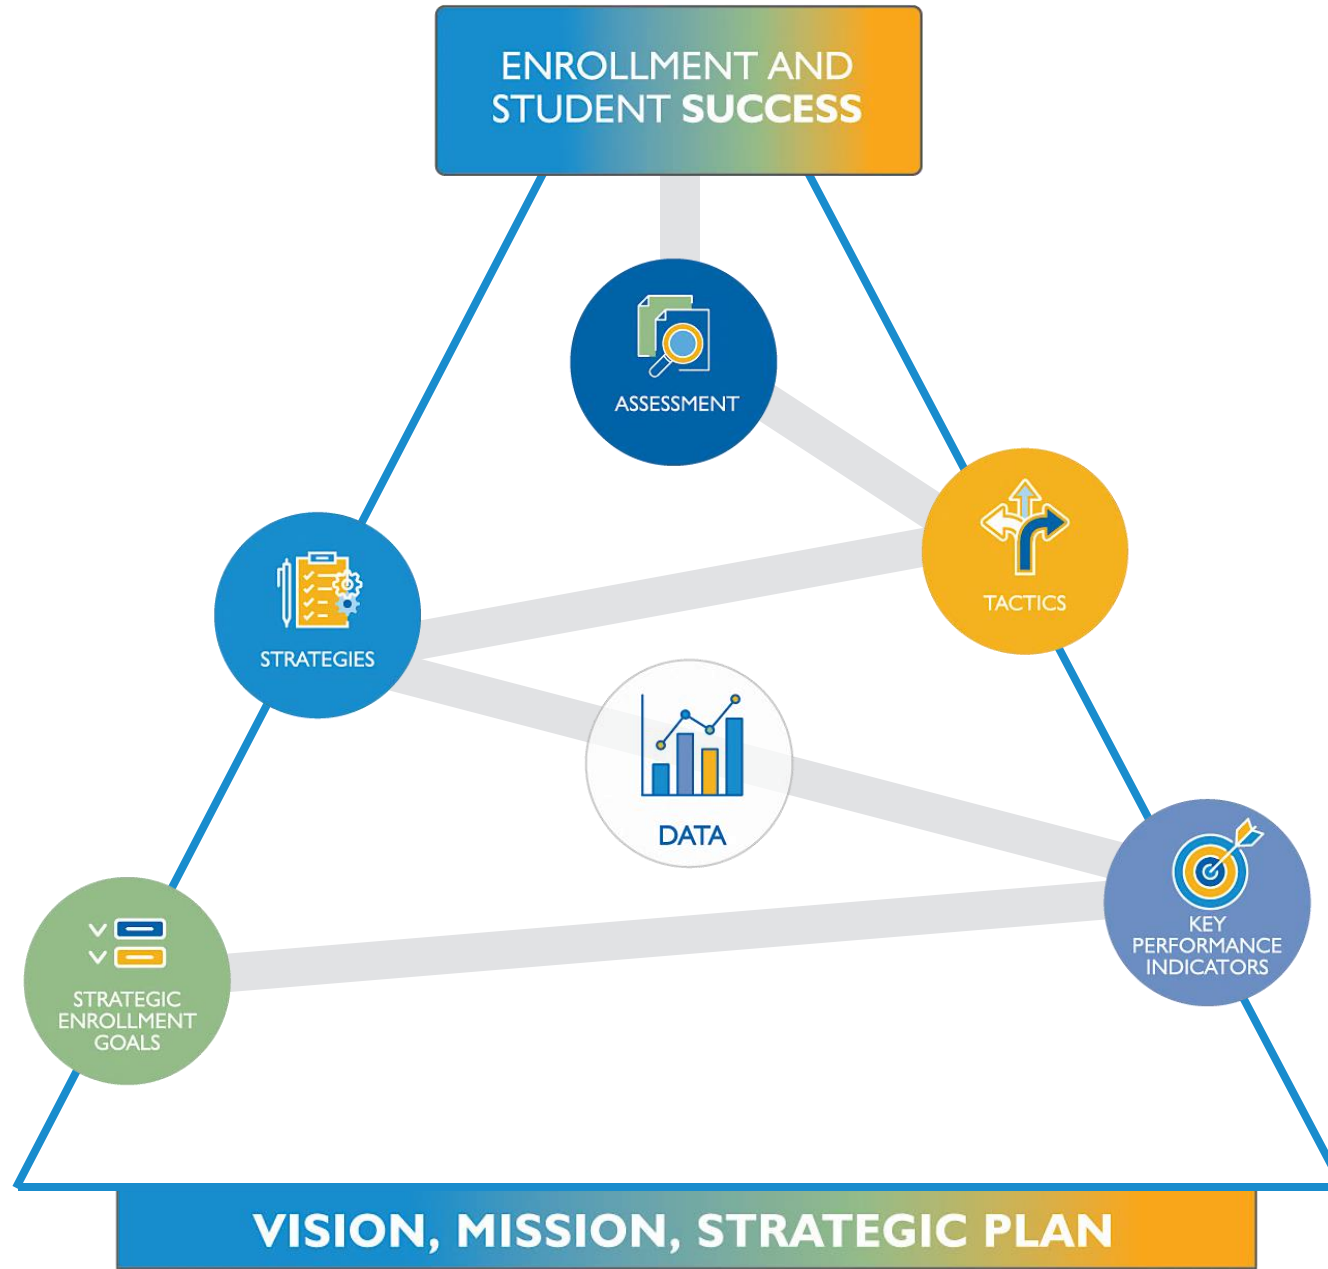 ENROLLMENT AND
STUDENT SUCCESS
ASSESSMENT
TACTICS
STRATEGIES
DATA
KEY
PERFORMANCE
INDICATORS
STRATEGIC
ENROLLMENT
GOALS
VISION, MISSION, STRATEGIC PLAN